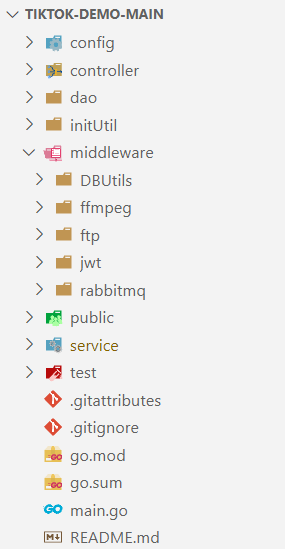 TIKTOK-DEMO-MAIN
config
controller
dao
initUtil
middleware
DBUtils
ffmpeg
ftp
jwt
rabbitmq
public
service
test
.gitattributes
.gitignore
go.mod
go.sum
main.go
README.md